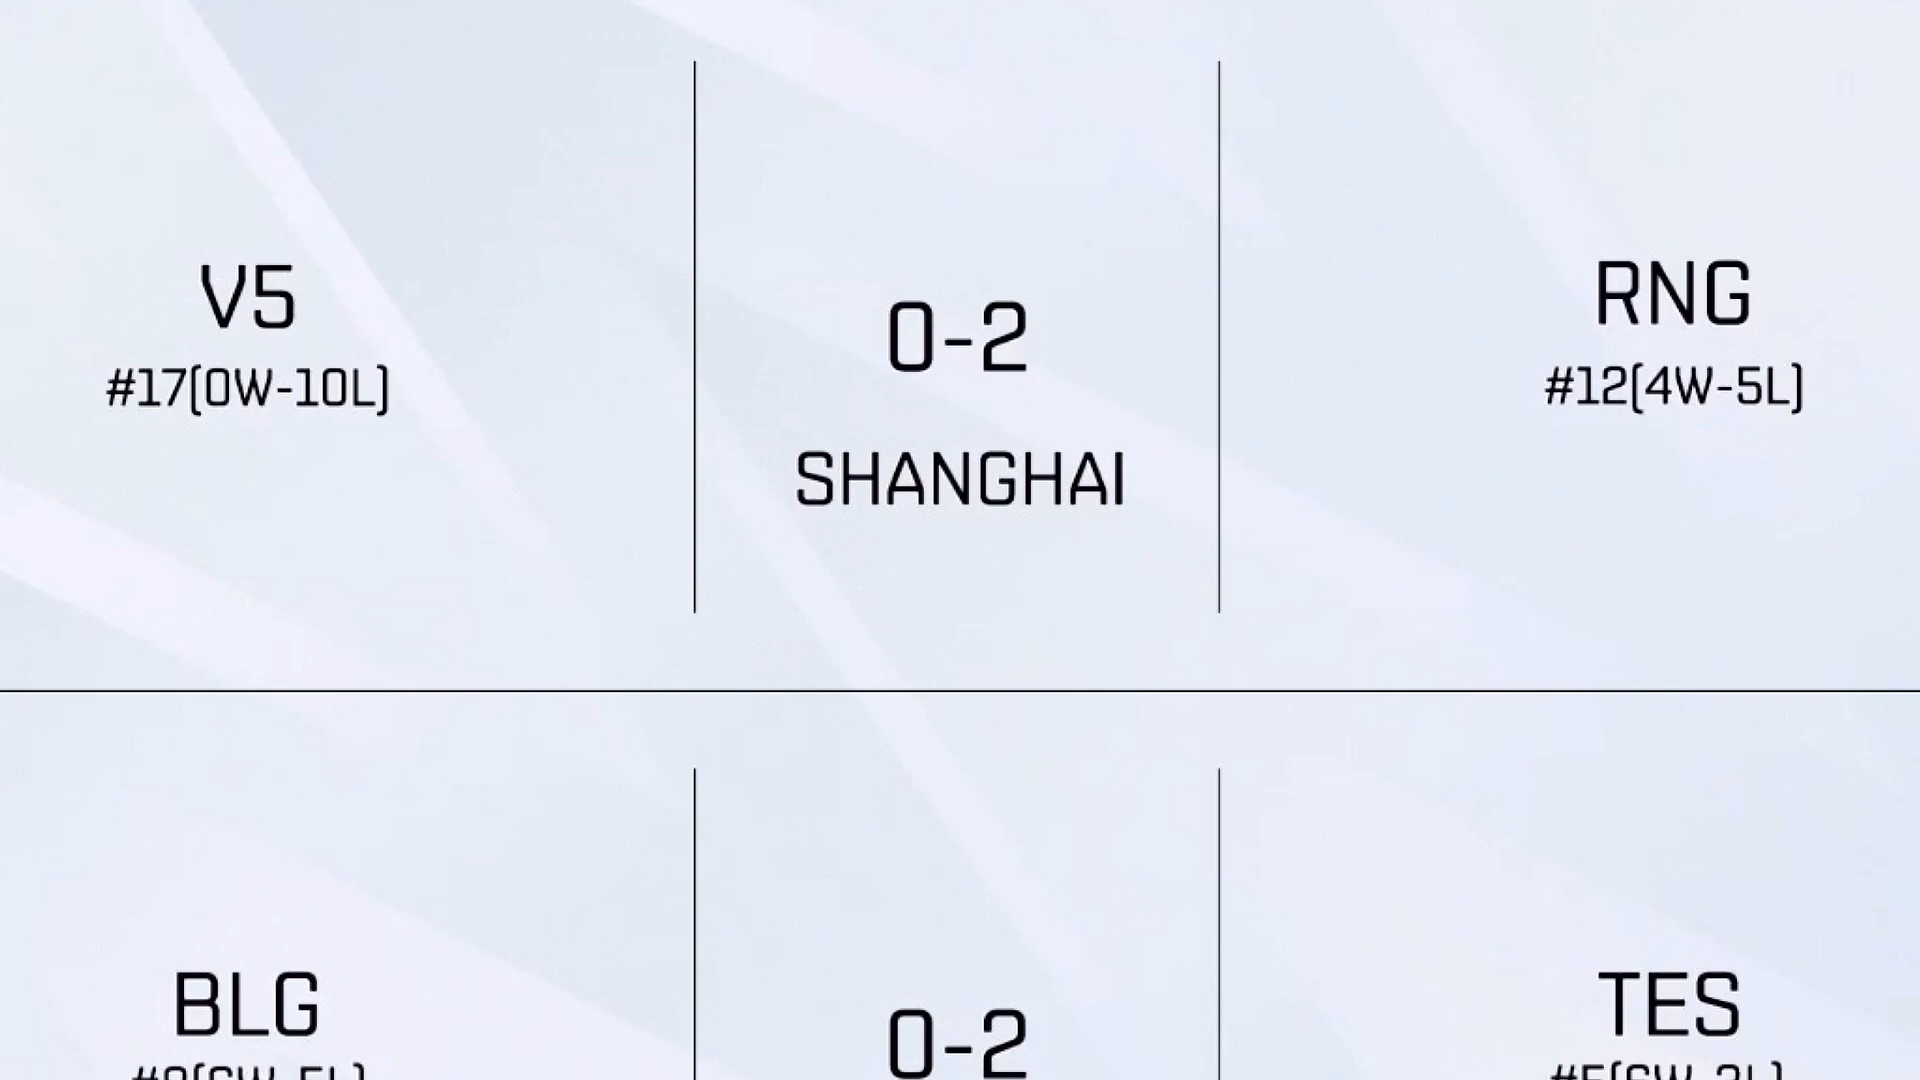 V5
#17(0W-10L)
0-2
SHANGHAI
RNG
#12(4W-5L)
BLG
0-2
TES